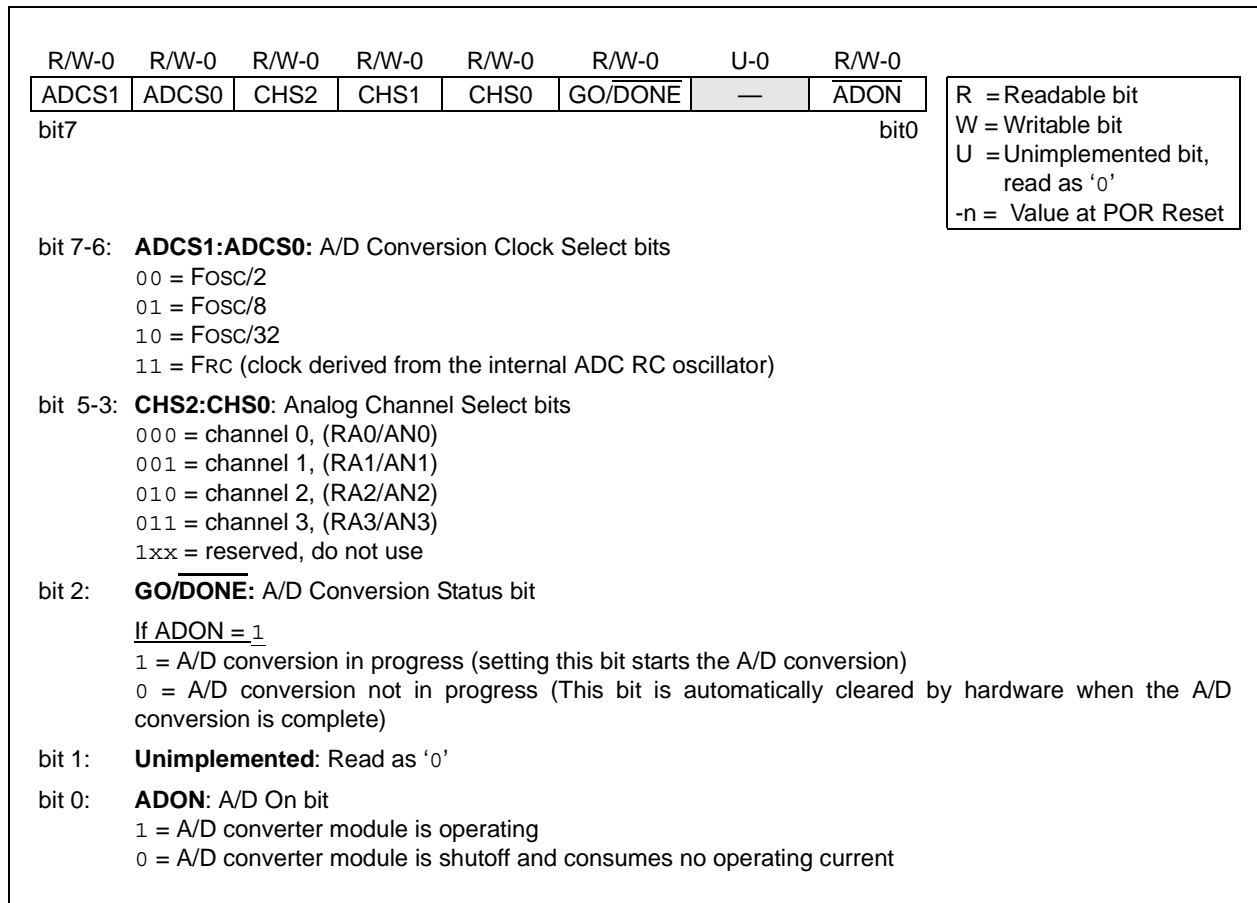 R/W-0 R/W-0 R/W-0 R/W-0 R/W-0 R/W-0 U-0 R/W-0
ADCS1 ADCS0 CHS2 CHS1 CHS0 GO/D̅O̅N̅E̅ — A̅D̅O̅N̅
bit7 bit0
R =Readable bit
W =Writable bit
U =Unimplemented bit,
read as ‘0’
-n = Value at POR Reset
bit 7-6: ADCS1:ADCS0: A/D Conversion Clock Select bits
00 = FOSC/2
01 = FOSC/8
10 = FOSC/32
11 = FRC (clock derived from the internal ADC RC oscillator)
bit 5-3: CHS2:CHS0: Analog Channel Select bits
000 = channel 0, (RA0/AN0)
001 = channel 1, (RA1/AN1)
010 = channel 2, (RA2/AN2)
011 = channel 3, (RA3/AN3)
1xx = reserved, do not use
bit 2: GO/D̅O̅N̅E̅: A/D Conversion Status bit
If ADON = 1
1 = A/D conversion in progress (setting this bit starts the A/D conversion)
0 = A/D conversion not in progress (This bit is automatically cleared by hardware when the A/D
conversion is complete)
bit 1: Unimplemented: Read as ‘0’
bit 0: ADON: A/D On bit
1 = A/D converter module is operating
0 = A/D converter module is shutoff and consumes no operating current